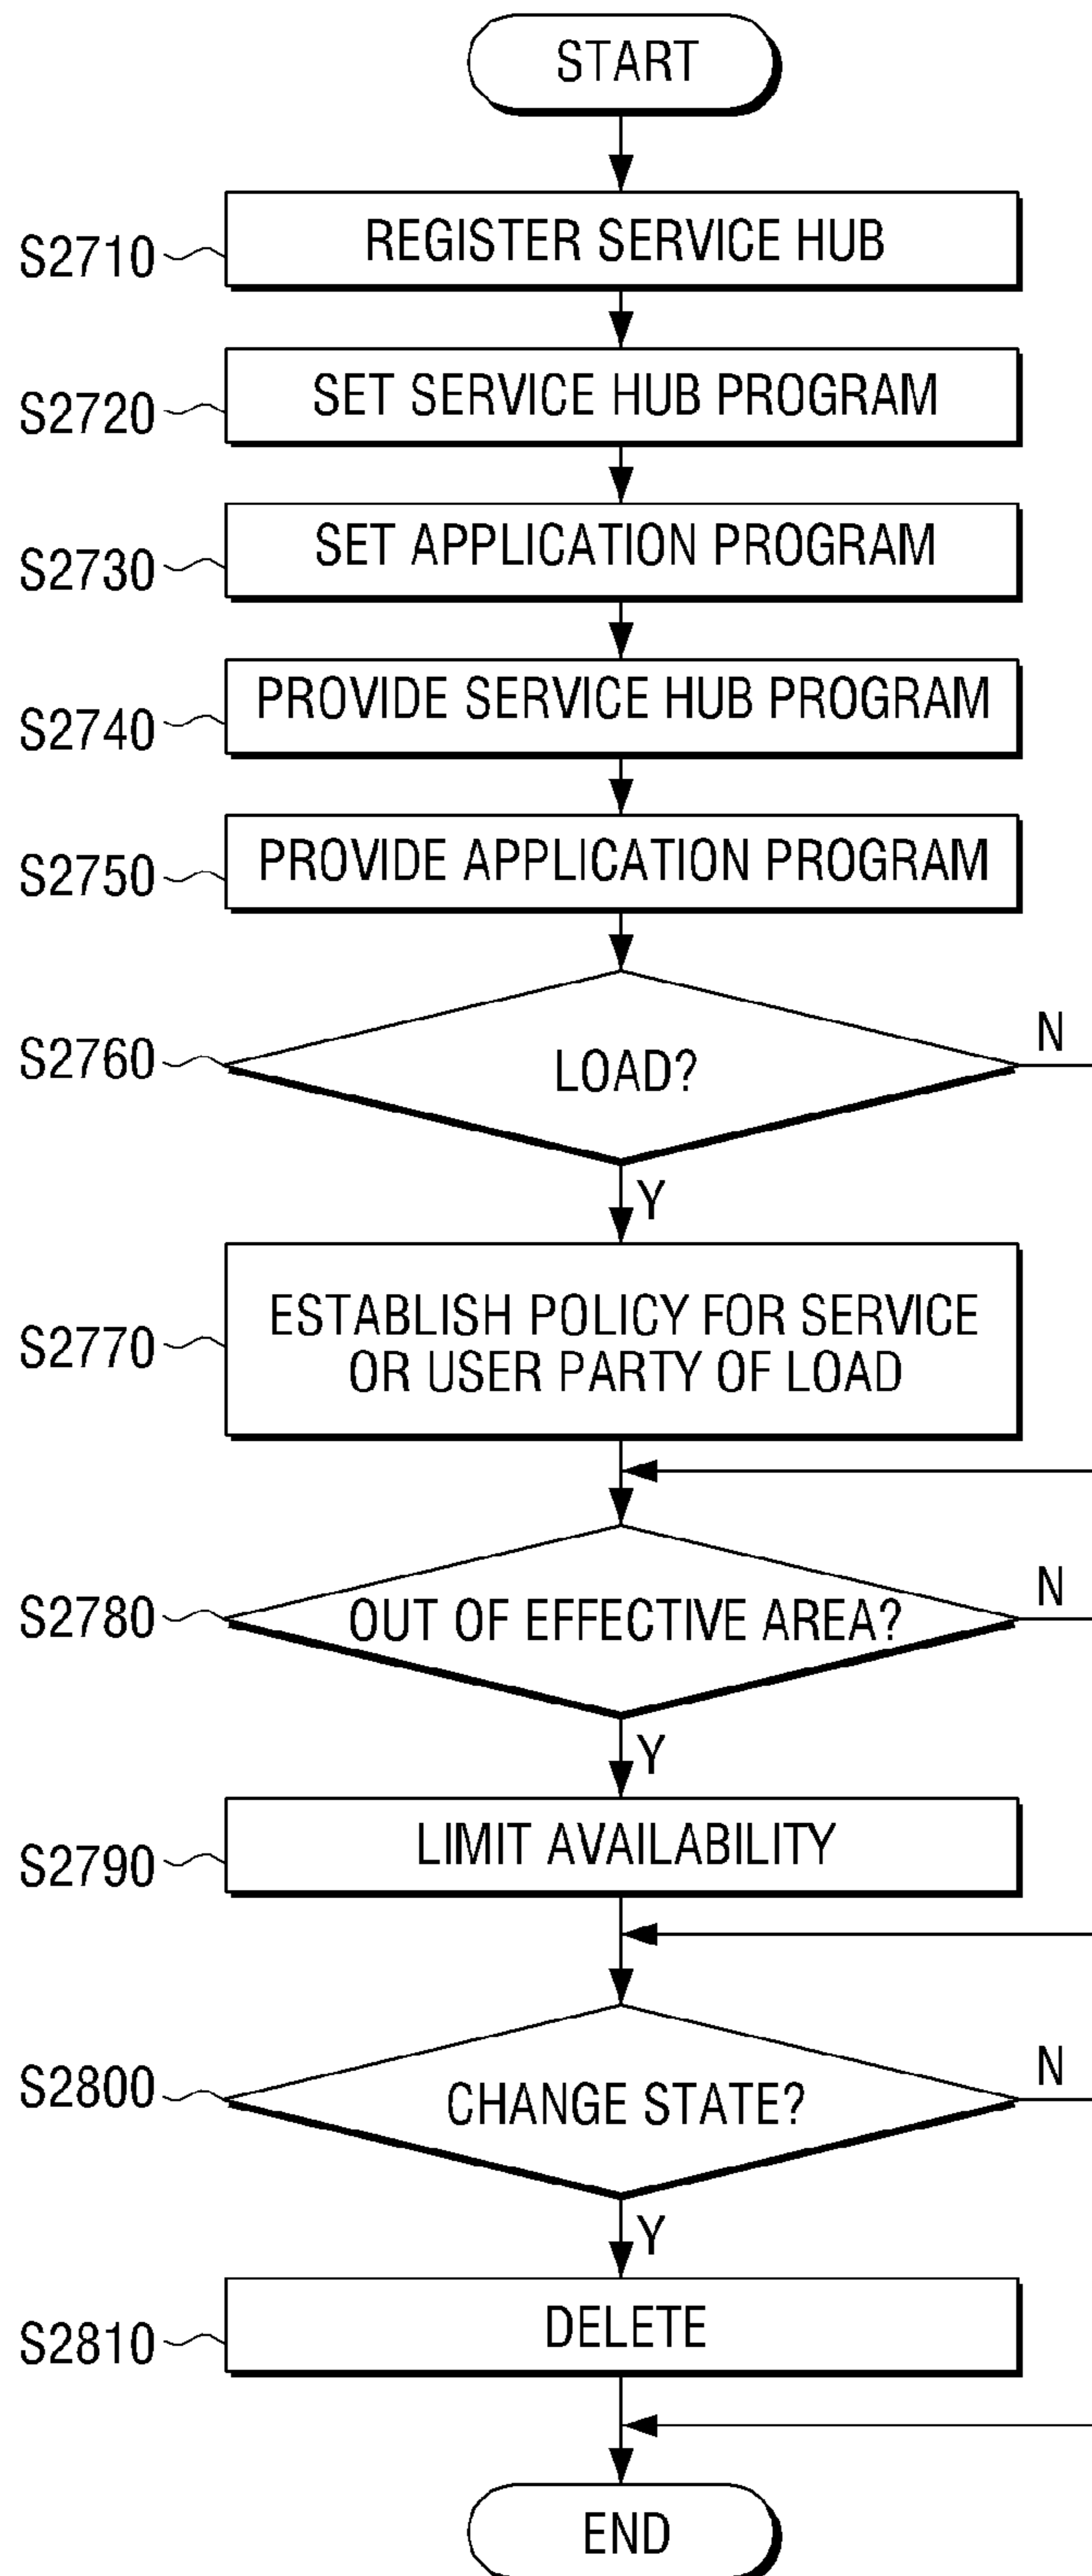 START
S2710
REGISTER SERVICE HUB
S2720
SET SERVICE HUB PROGRAM
S2730
SET APPLICATION PROGRAM
S2740
PROVIDE SERVICE HUB PROGRAM
S2750
PROVIDE APPLICATION PROGRAM
S2760
LOAD?
N
Y
S2770
ESTABLISH POLICY FOR SERVICE
OR USER PARTY OF LOAD
S2780
OUT OF EFFECTIVE AREA?
N
Y
S2790
LIMIT AVAILABILITY
S2800
CHANGE STATE?
N
Y
S2810
DELETE
END